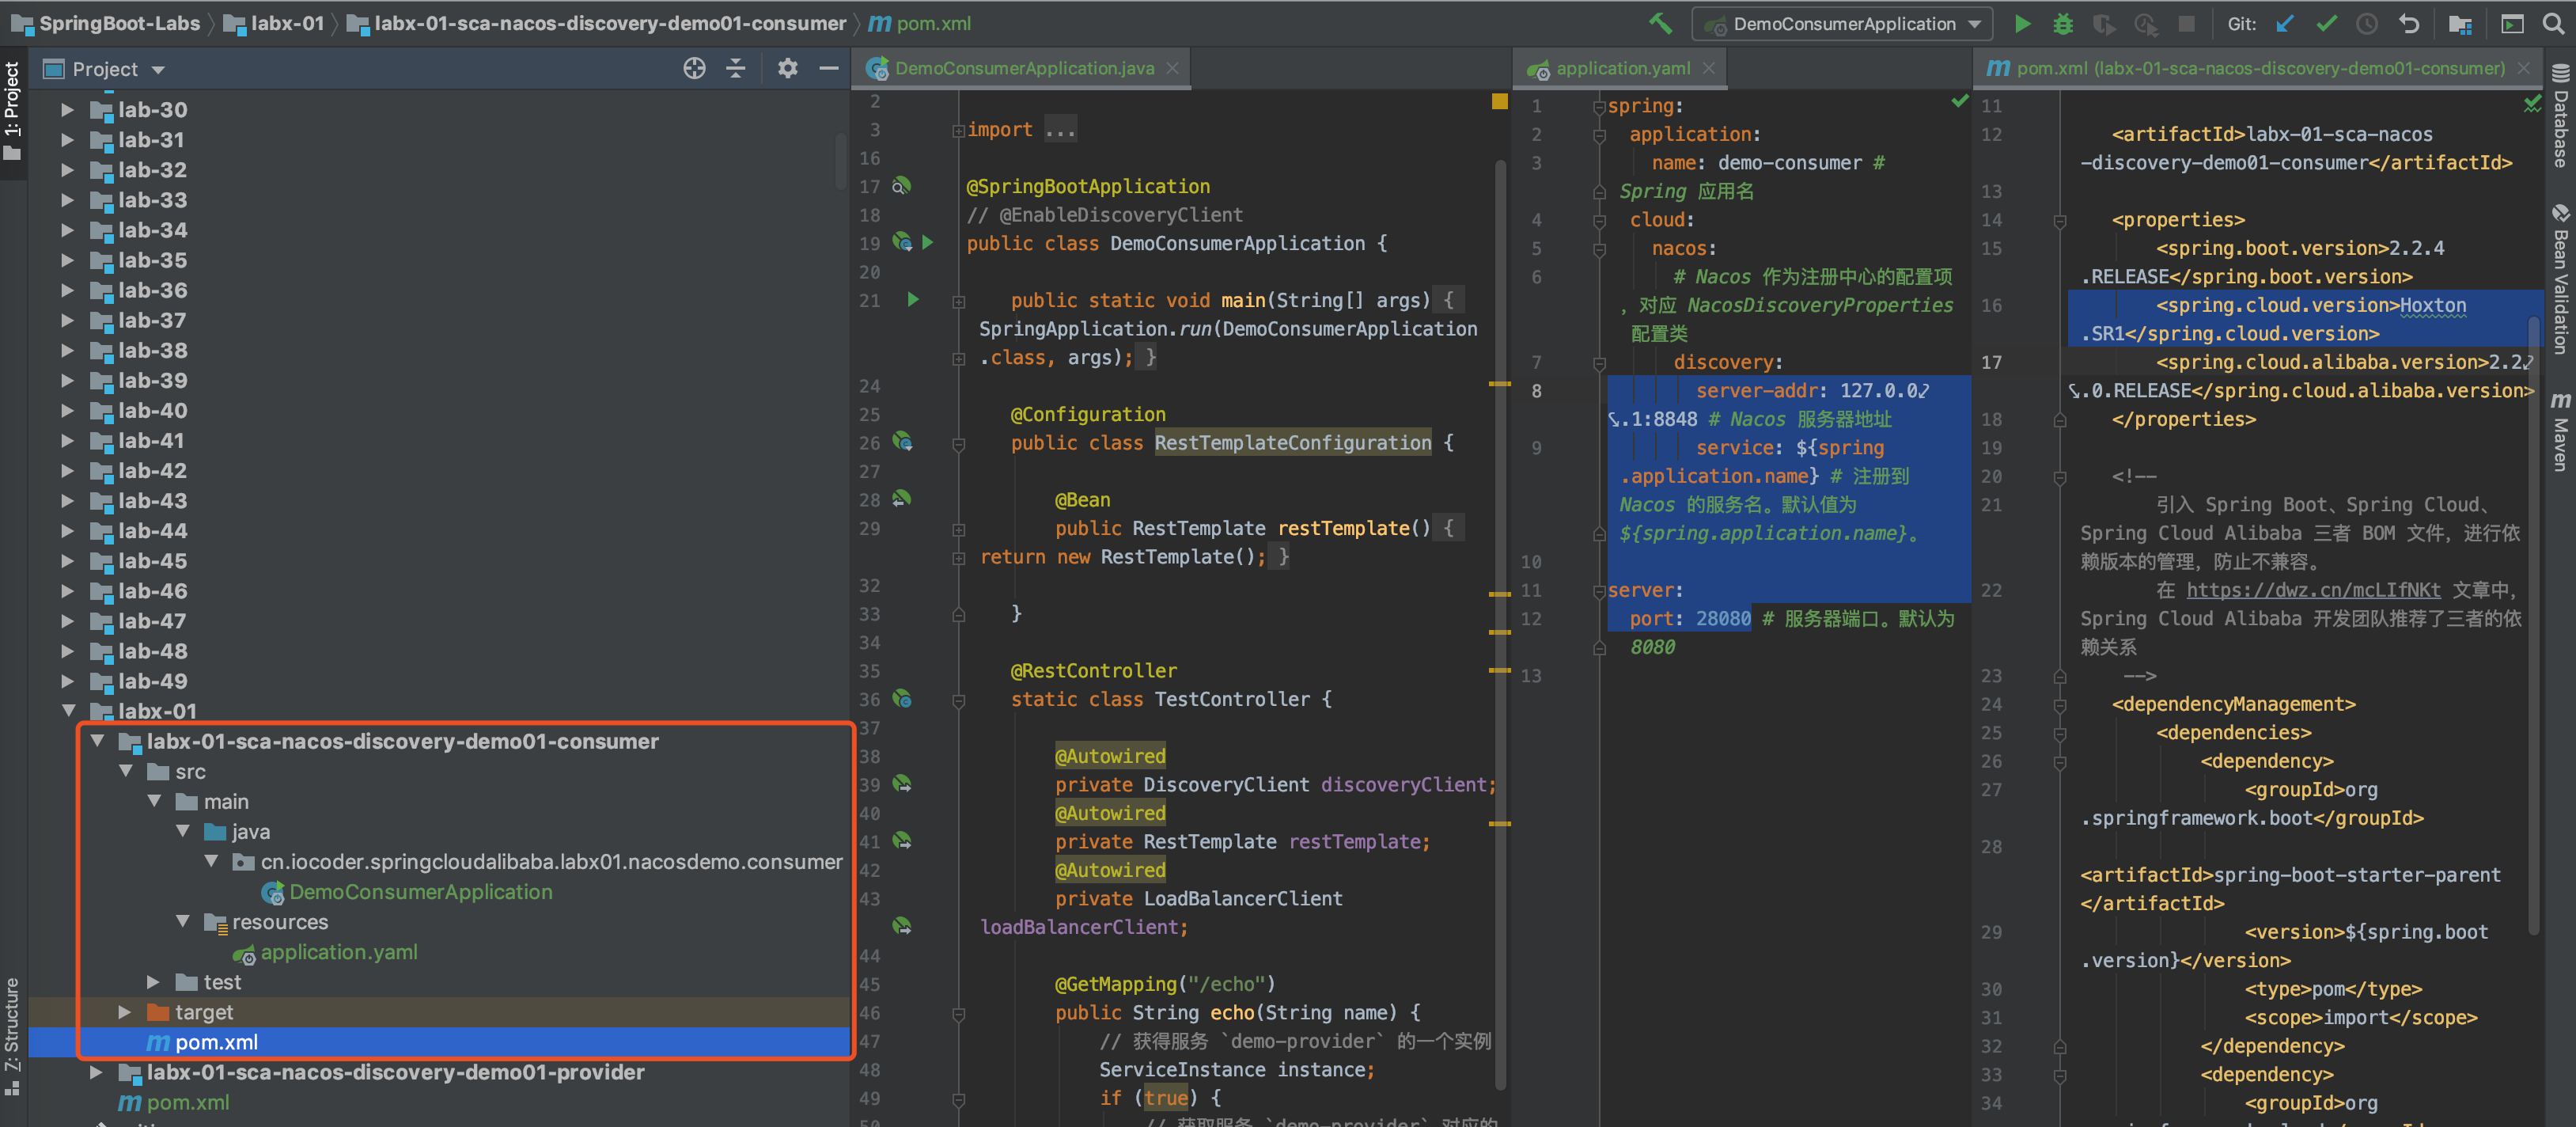 SpringBoot-Labs
labx-01
labx-01-sca-nacos-discovery-demo01-consumer
pom.xml
DemoConsumerApplication
Git:
1: Project
Z: Structure
Project
lab-30
lab-31
lab-32
lab-33
lab-34
lab-35
lab-36
lab-37
lab-38
lab-39
lab-40
lab-41
lab-42
lab-43
lab-44
lab-45
lab-46
lab-47
lab-48
lab-49
labx-01
labx-01-sca-nacos-discovery-demo01-consumer
src
main
java
cn.iocoder.springcloudalibaba.labx01.nacosdemo.consumer
DemoConsumerApplication
resources
application.yaml
test
target
pom.xml
labx-01-sca-nacos-discovery-demo01-provider
pom.xml
DemoConsumerApplication.java
2
3 import ...
16
17 @SpringBootApplication
18 // @EnableDiscoveryClient
19 public class DemoConsumerApplication {
20
21 public static void main(String[] args) {
SpringApplication.run(DemoConsumerApplication
.class, args); }
24
25 @Configuration
26 public class RestTemplateConfiguration {
27
28 @Bean
29 public RestTemplate restTemplate() {
return new RestTemplate(); }
32
33 }
34
35 @RestController
36 static class TestController {
37
38 @Autowired
39 private DiscoveryClient discoveryClient;
40 @Autowired
41 private RestTemplate restTemplate;
42 @Autowired
43 private LoadBalancerClient
loadBalancerClient;
44
45 @GetMapping("/echo")
46 public String echo(String name) {
47 // 获得服务 `demo-provider` 的一个实例
48 ServiceInstance instance;
49 if (true) {
50 // 获取服务 `demo-provider` 对应的
application.yaml
1 spring:
2 application:
3 name: demo-consumer #
Spring 应用名
4 cloud:
5 nacos:
6 # Nacos 作为注册中心的配置项
，对应 NacosDiscoveryProperties
配置类
7 discovery:
8 server-addr: 127.0.0
.1:8848 # Nacos 服务器地址
9 service: ${spring
.application.name} # 注册到
Nacos 的服务名。默认值为
${spring.application.name}。
10
11 server:
12 port: 28080 # 服务器端口。默认为
8080
13
pom.xml (labx-01-sca-nacos-discovery-demo01-consumer)
11
12 <artifactId>labx-01-sca-nacos
-discovery-demo01-consumer</artifactId>
13
14 <properties>
15 <spring.boot.version>2.2.4
.RELEASE</spring.boot.version>
16 <spring.cloud.version>Hoxton
.SR1</spring.cloud.version>
17 <spring.cloud.alibaba.version>2.2
.0.RELEASE</spring.cloud.alibaba.version>
18 </properties>
19
20 <!--
21 引入 Spring Boot、Spring Cloud、
Spring Cloud Alibaba 三者 BOM 文件，进行依
赖版本的管理，防止不兼容。
22 在 https://dwz.cn/mcLIfNKt 文章中，
Spring Cloud Alibaba 开发团队推荐了三者的依
赖关系
23 -->
24 <dependencyManagement>
25 <dependencies>
26 <dependency>
27 <groupId>org
.springframework.boot</groupId>
28
<artifactId>spring-boot-starter-parent
</artifactId>
29 <version>${spring.boot
.version}</version>
30 <type>pom</type>
31 <scope>import</scope>
32 </dependency>
33 <dependency>
34 <groupId>org
Database
Bean Validation
Maven